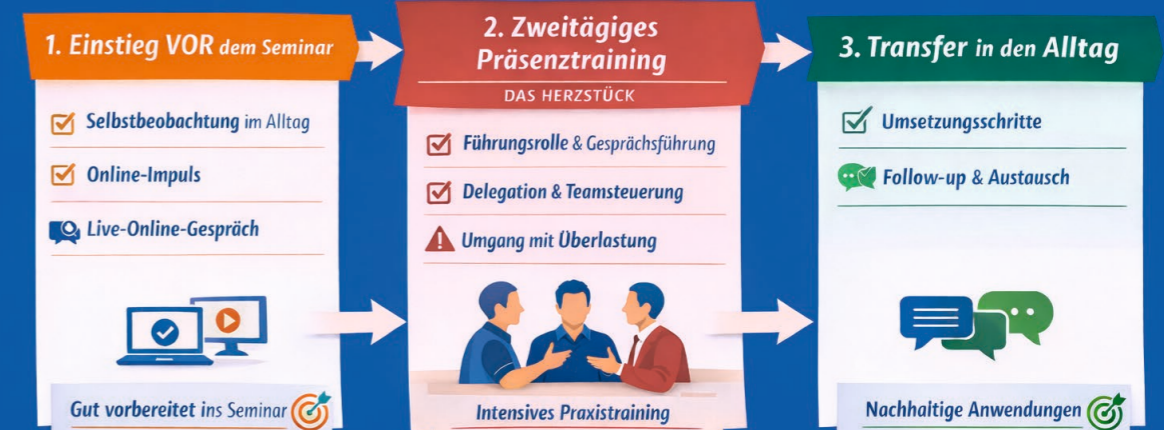 1. Einstieg VOR dem Seminar
Selbstbeobachtung im Alltag
Online-Impuls
Live-Online-Gespräch
Gut vorbereitet ins Seminar
2. Zweitägiges
Präsenztraining
DAS HERZSTÜCK
Führungsrolle & Gesprächsführung
Delegation & Teamsteuerung
Umgang mit Überlastung
Intensives Praxistraining
3. Transfer in den Alltag
Umsetzungsschritte
Follow-up & Austausch
Nachhaltige Anwendungen